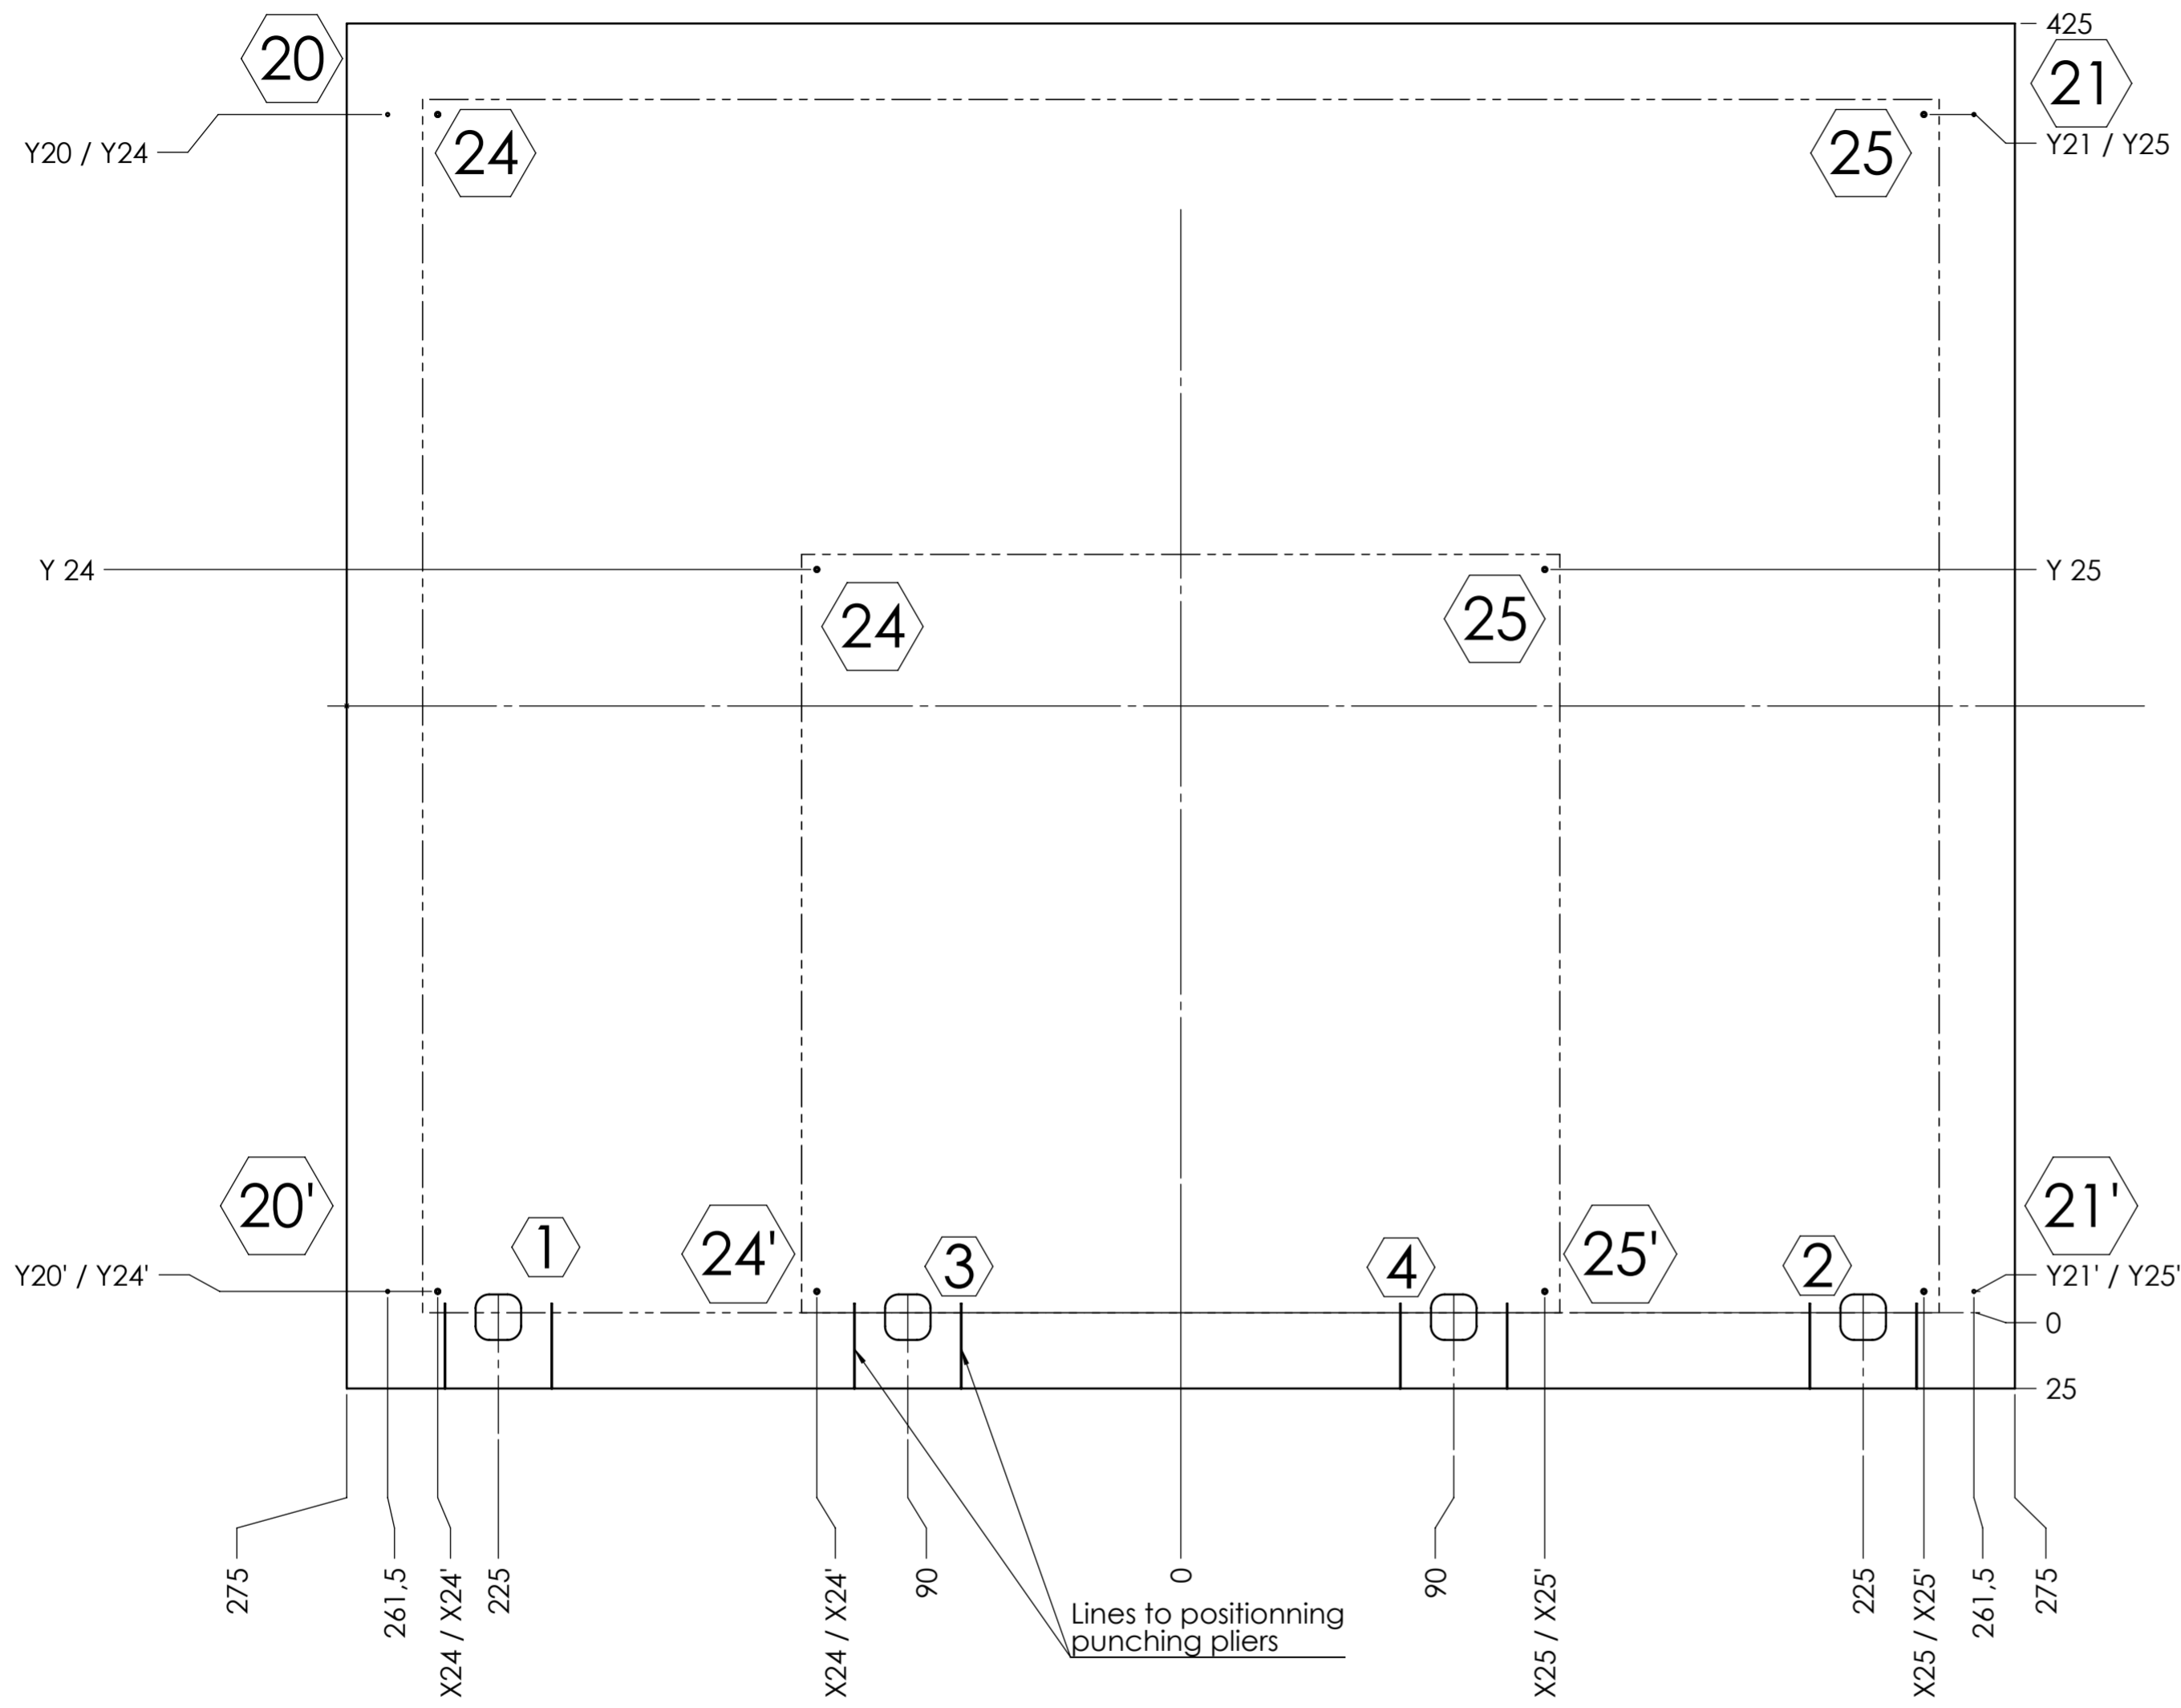 20
425
21
Y20 / Y24
24
25
Y21 / Y25
Y 24
Y 25
24
25
20'
21'
1
24'
3
4
25'
2
Y20' / Y24'
Y21' / Y25'
0
25
275
261,5
X24 / X24'
225
X24 / X24'
90
0
90
X25 / X25'
225
X25 / X25'
261,5
275
Lines to positionning
punching pliers